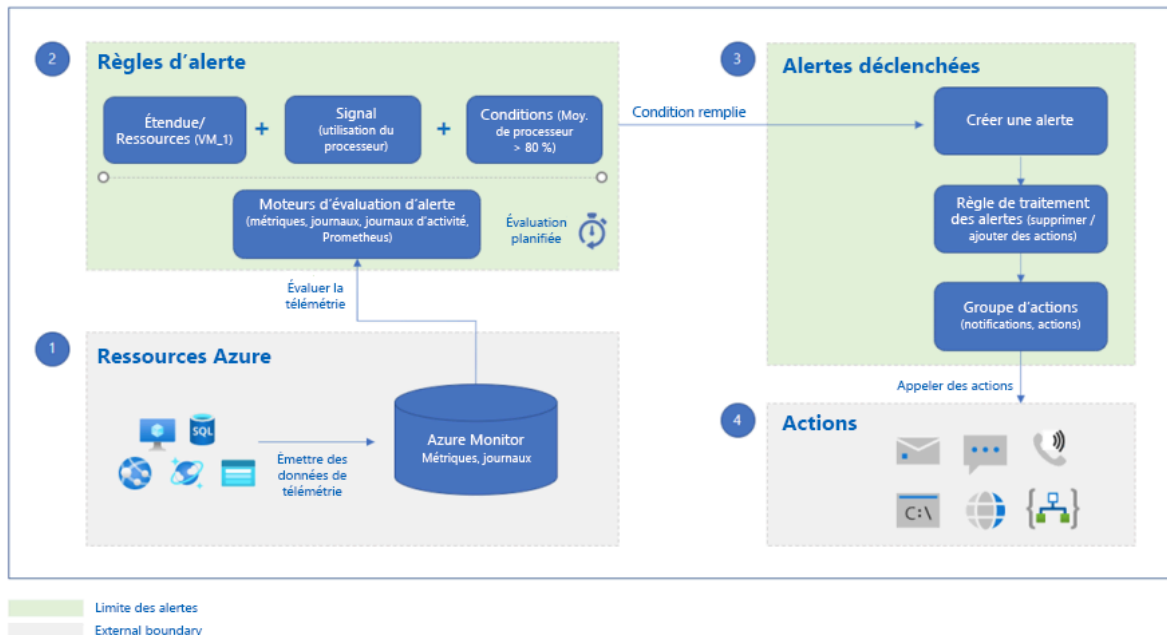 2
Règles d'alerte
Étendue/
Ressources (VM_1)
+
Signal
(utilisation du
processeur)
+
Conditions (Moy.
de processeur
> 80 %)
Moteurs d'évaluation d'alerte
(métriques, journaux, journaux d'activité,
Prometheus)
Évaluation
planifiée
Condition remplie
3
Alertes déclenchées
Créer une alerte
Règle de traitement
des alertes (supprimer /
ajouter des actions)
Groupe d'actions
(notifications, actions)
Évaluer la
télémétrie
1
Ressources Azure
SQL
Émettre des
données de
télémétrie
Azure Monitor
Métriques, journaux
Appeler des actions
4
Actions
C:\
Limite des alertes
External boundary